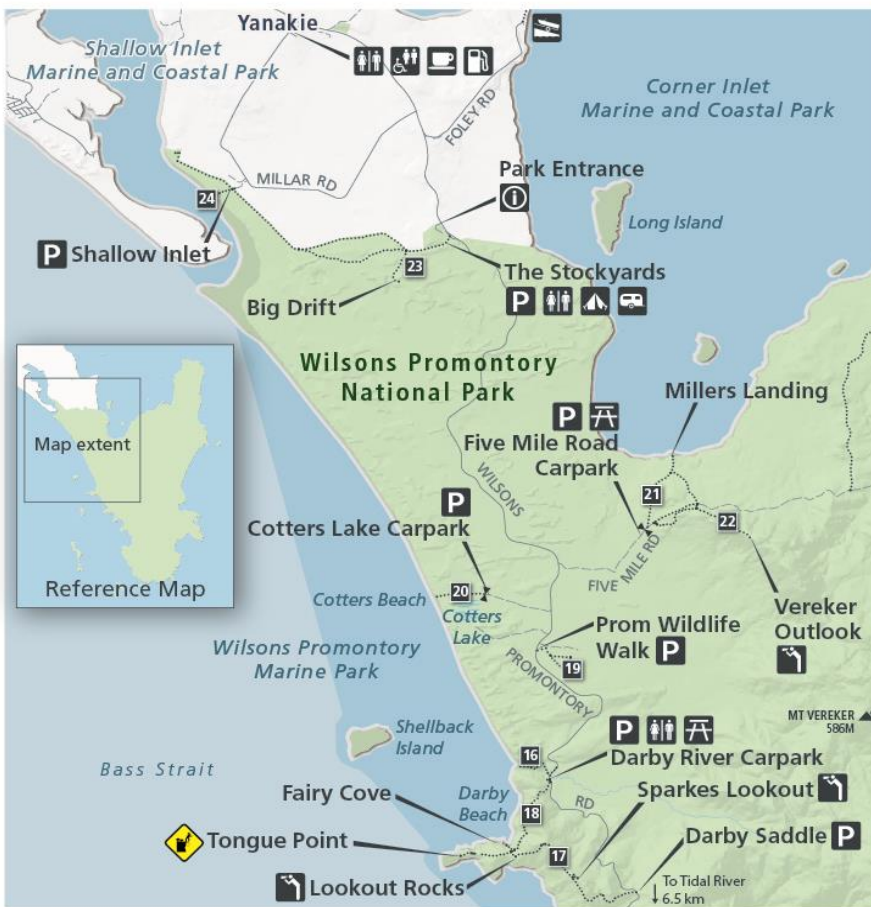 Yanakie
Shallow Inlet
Marine and Coastal Park
Corner Inlet
Marine and Coastal Park
FOLEY RD
MILLAR RD
Park Entrance
24
Long Island
P Shallow Inlet
23
The Stockyards
P
Big Drift
Wilsons Promontory
National Park
Millers Landing
Map extent
Reference Map
P
Five Mile Road
Carpark
WILSONS
21
22
P
Cotters Lake Carpark
FIVE MILE RD
20
Cotters Beach
Cotters
Lake
Vereker
Outlook
Prom Wildlife
Walk P
19
Wilsons Promontory
Marine Park
PROMONTORY
MT VEREKER
586M
Shellback
Island
P
16
Darby River Carpark
Bass Strait
RD
Sparkes Lookout
Fairy Cove
Darby
Beach
18
Tongue Point
17
Darby Saddle P
Lookout Rocks
To Tidal River
6.5 km